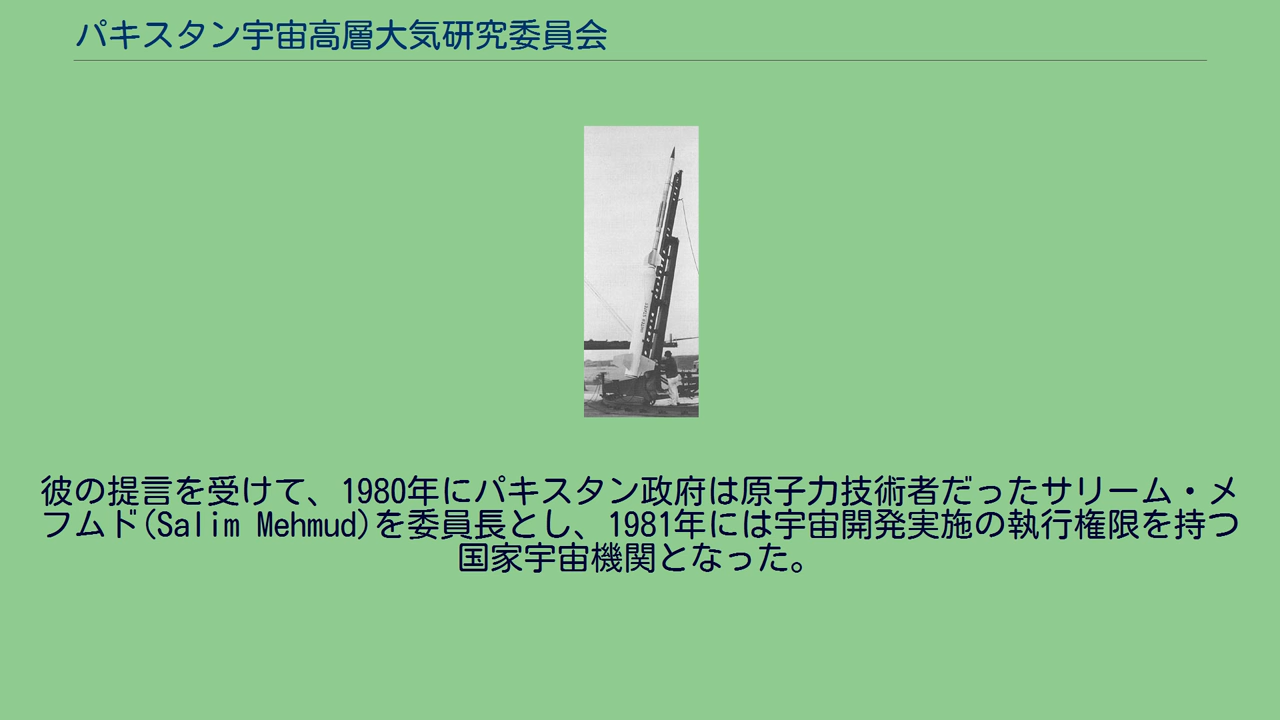 パキスタン宇宙高層大気研究委員会
彼の提言を受けて、1980年にパキスタン政府は原子力技術者だったサリーム・メ
フムド(Salim Mehmud)を委員長とし、1981年には宇宙開発実施の執行権限を持つ
国家宇宙機関となった。